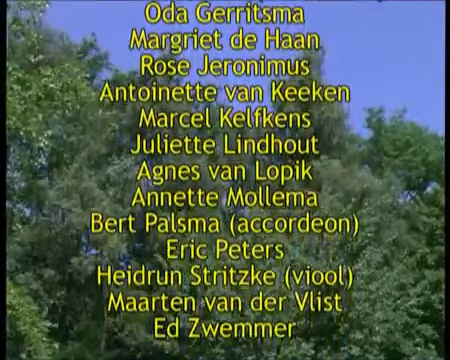 Oda Gerritsma
Margriet de Haan
Rose Jeronimus
Antoinette van Keeken
Marcel Kelfkens
Juliette Lindhout
Agnes van Lopik
Annette Mollema
Bert Palsma (accordeon)
Eric Peters
Heidrun Stritzke (viool)
Maarten van der Vlist
Ed Zwemmer